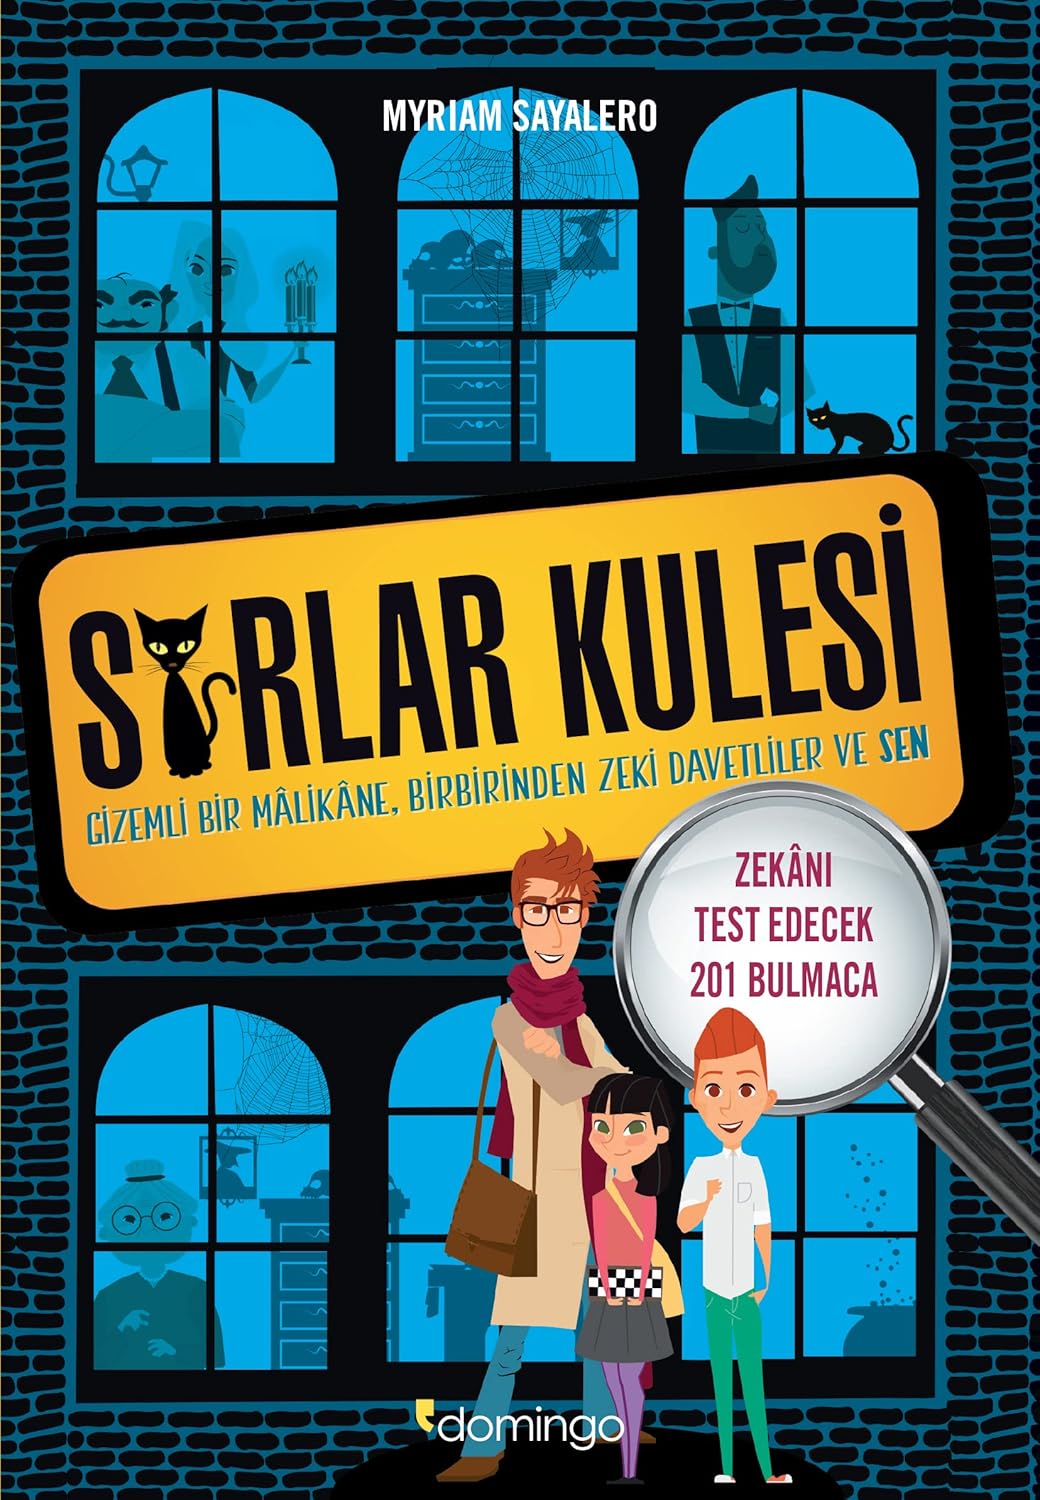 MYRIAM SAYALERO
SIRLAR KULESİ
GİZEMLİ BİR MÂLİKÂNE, BİRBİRİNDEN ZEKİ DAVETLİLER VE SEN
ZEKÂNI
TEST EDECEK
201 BULMACA
domingo